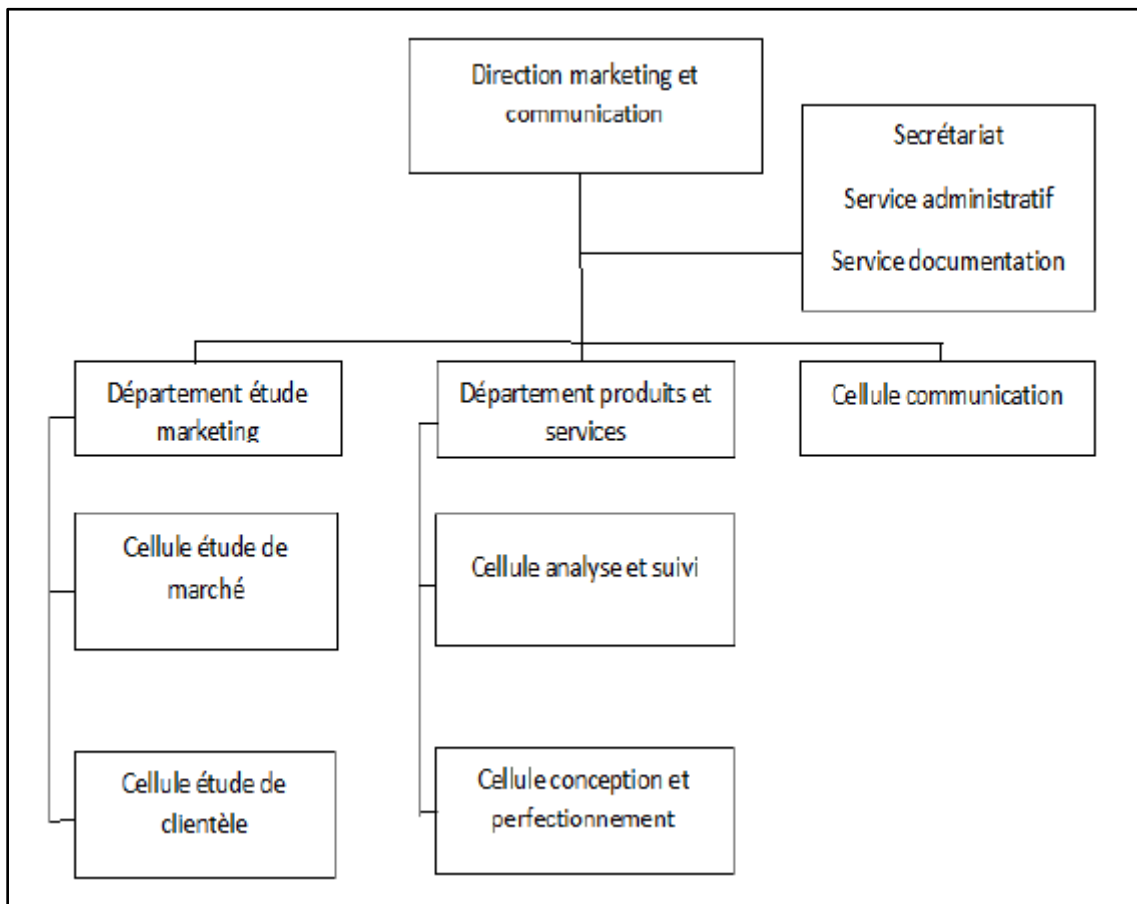 Direction marketing et
communication
Secrétariat
Service administratif
Service documentation
Département étude
marketing
Département produits et
services
Cellule communication
Cellule étude de
marché
Cellule analyse et suivi
Cellule étude de
clientèle
Cellule conception et
perfectionnement